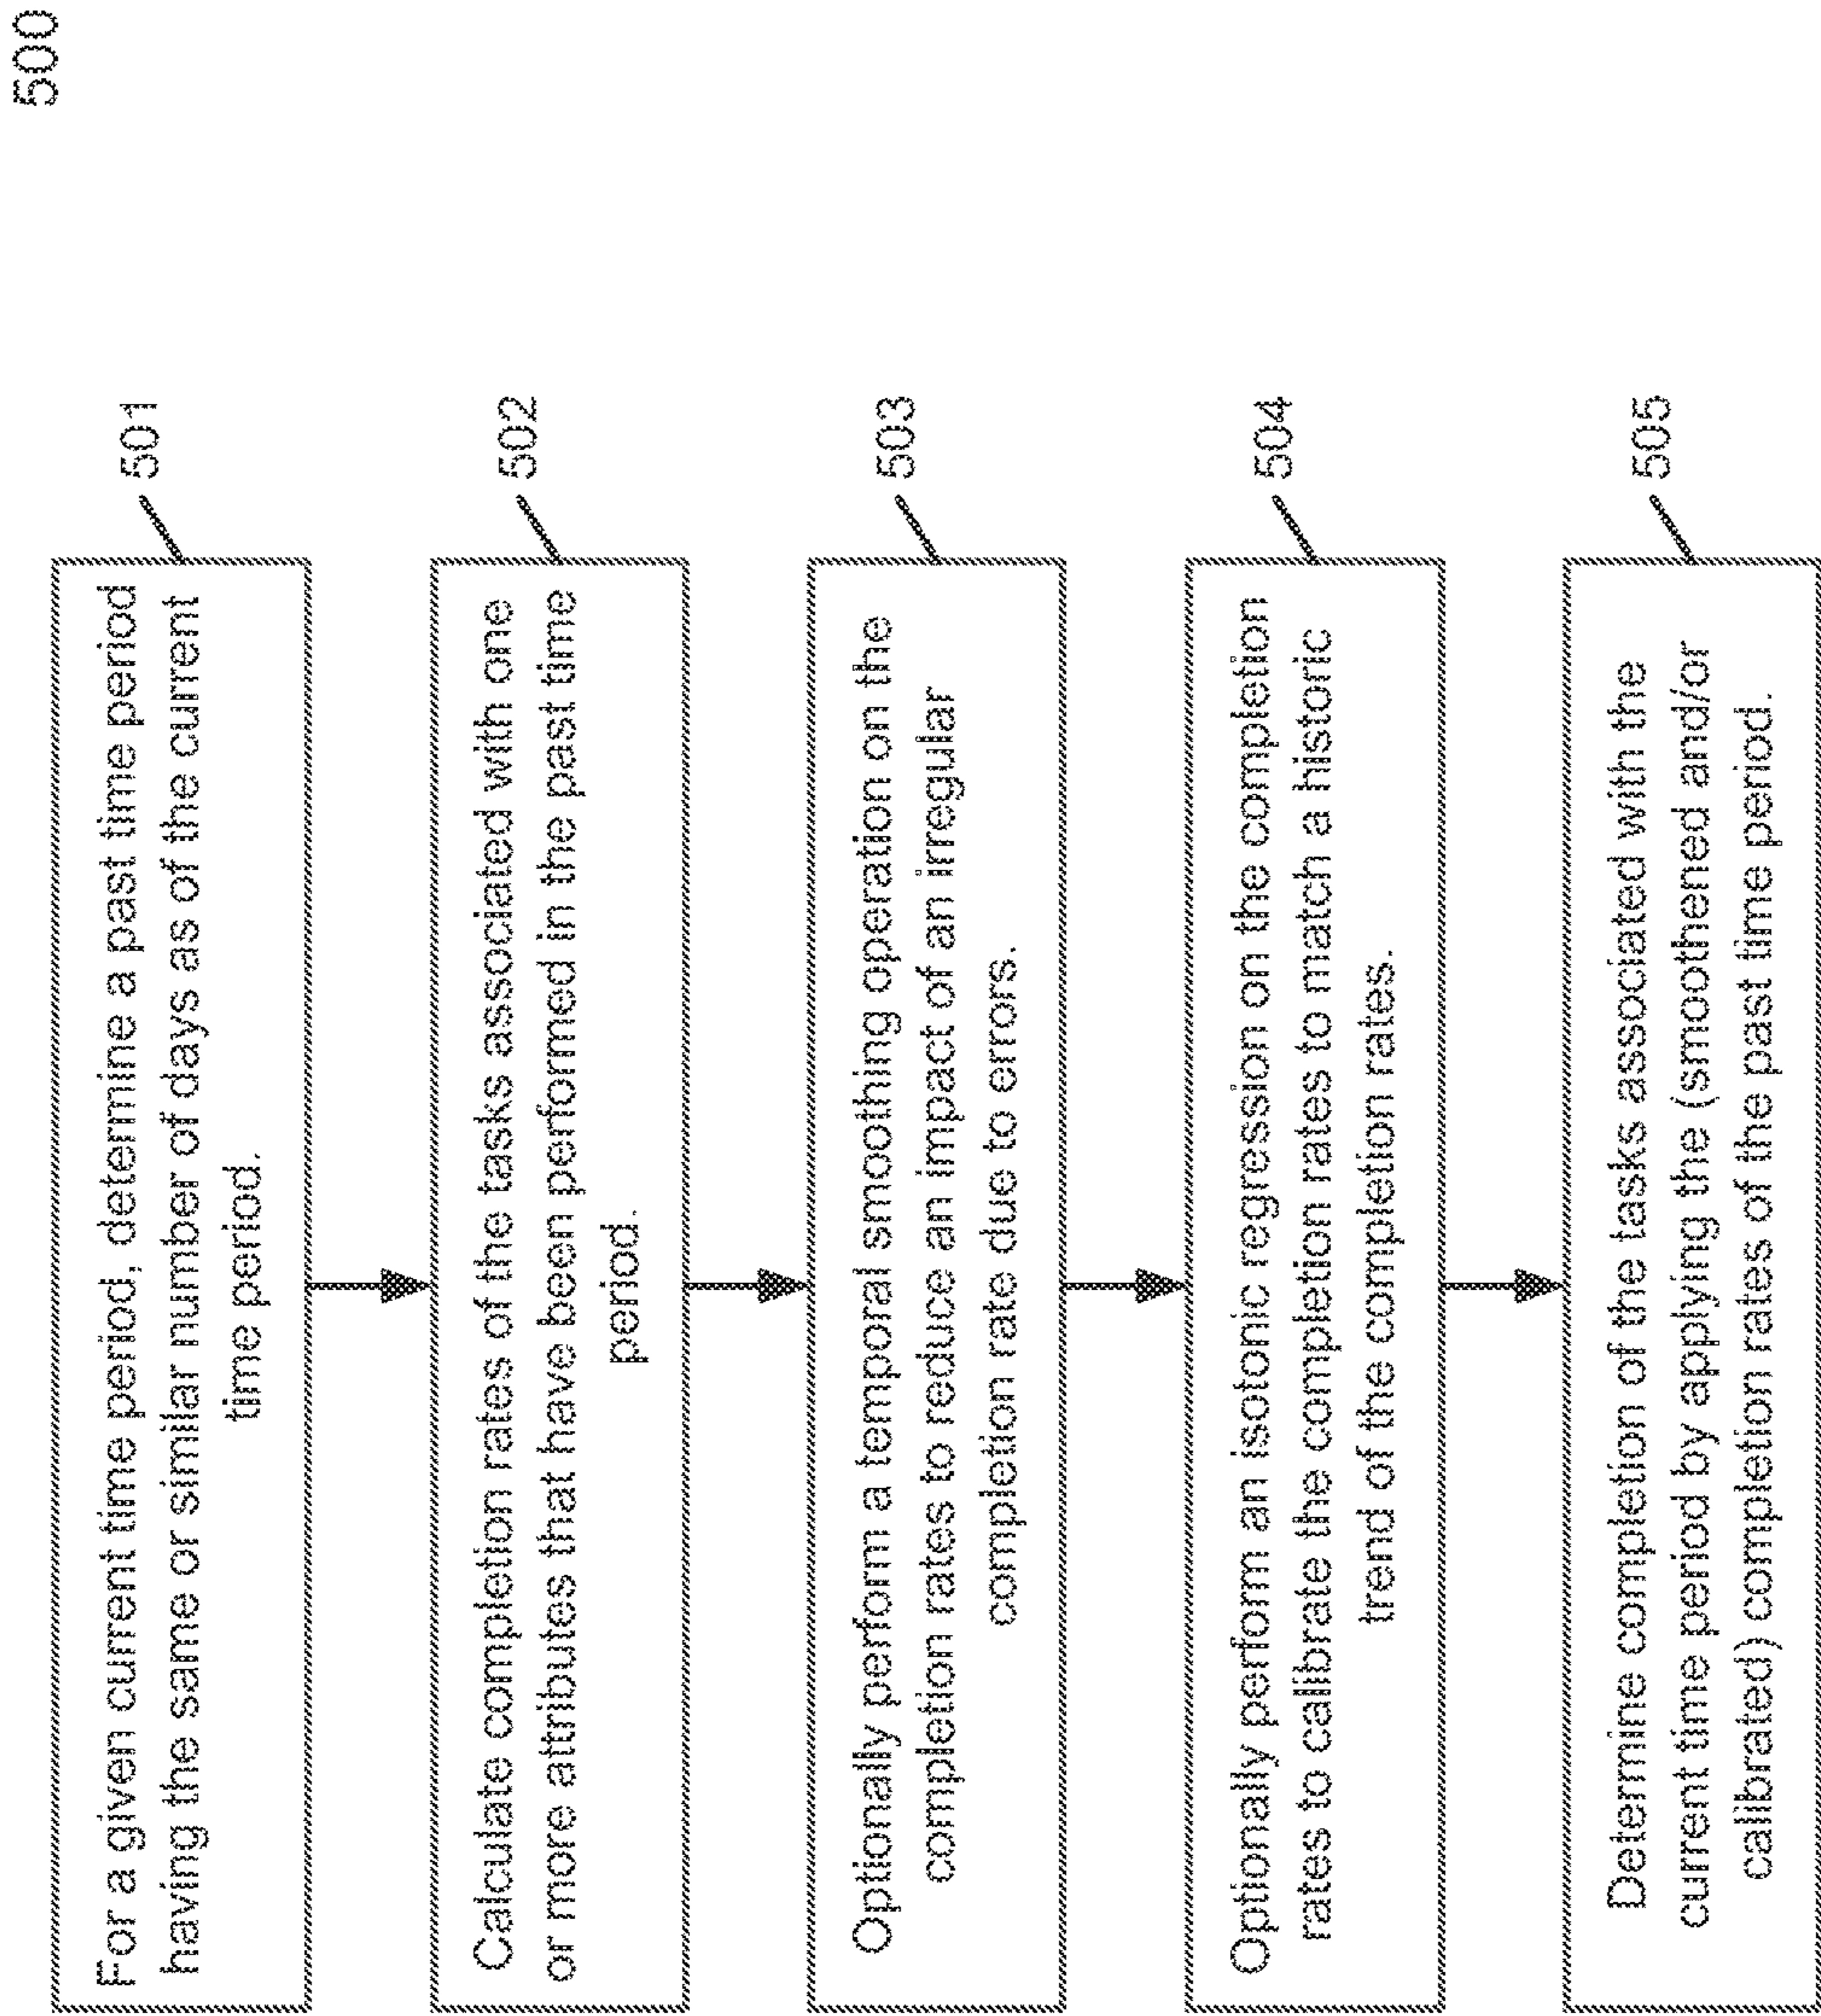 500
For a given current time period, determine a past time period
having the same or similar number of days as of the current
time period.
501
Calculate completion rates of the tasks associated with one
or more attributes that have been performed in the past time
period.
502
Optionally perform a temporal smoothing operation on the
completion rates to reduce an impact of an irregular
completion rate due to errors.
503
Optionally perform an isotonic regression on the completion
rates to calibrate the completion rates to match a historic
trend of the completion rates.
504
Determine completion of the tasks associated with the
current time period by applying the (smoothened and/or
calibrated) completion rates of the past time period.
505